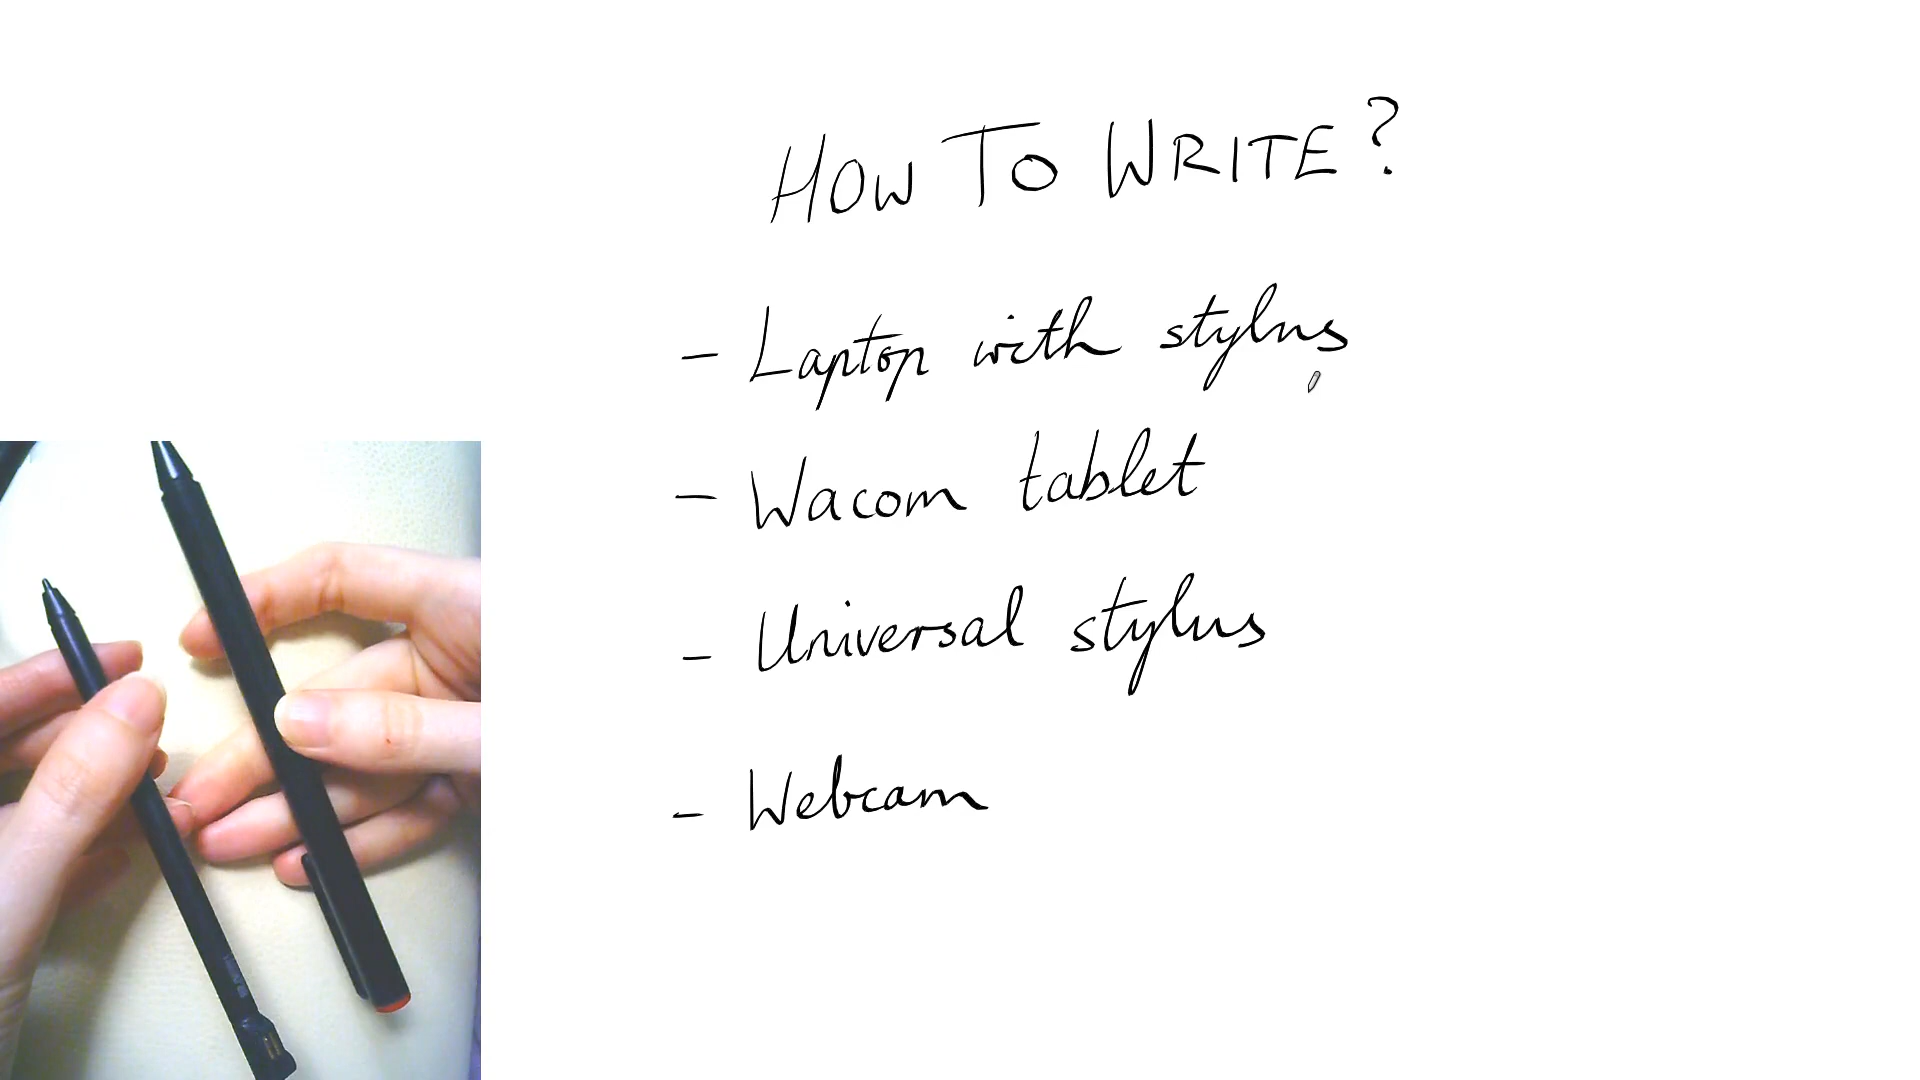 HOW TO WRITE?
- Laptop with stylus
- Wacom tablet
- Universal stylus
- Webcam